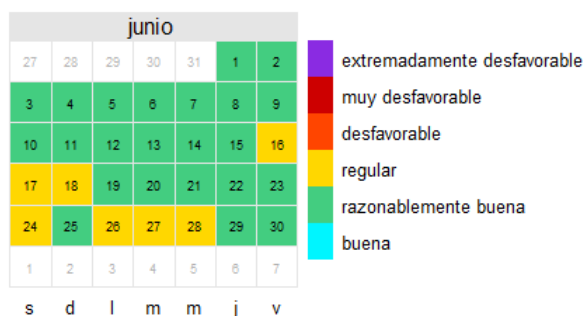 junio
27 28 29 30 31 1 2
3 4 5 6 7 8 9
10 11 12 13 14 15 16
17 18 19 20 21 22 23
24 25 26 27 28 29 30
1 2 3 4 5 6 7
s d l m m j v
extremadamente desfavorable
muy desfavorable
desfavorable
regular
razonablemente buena
buena